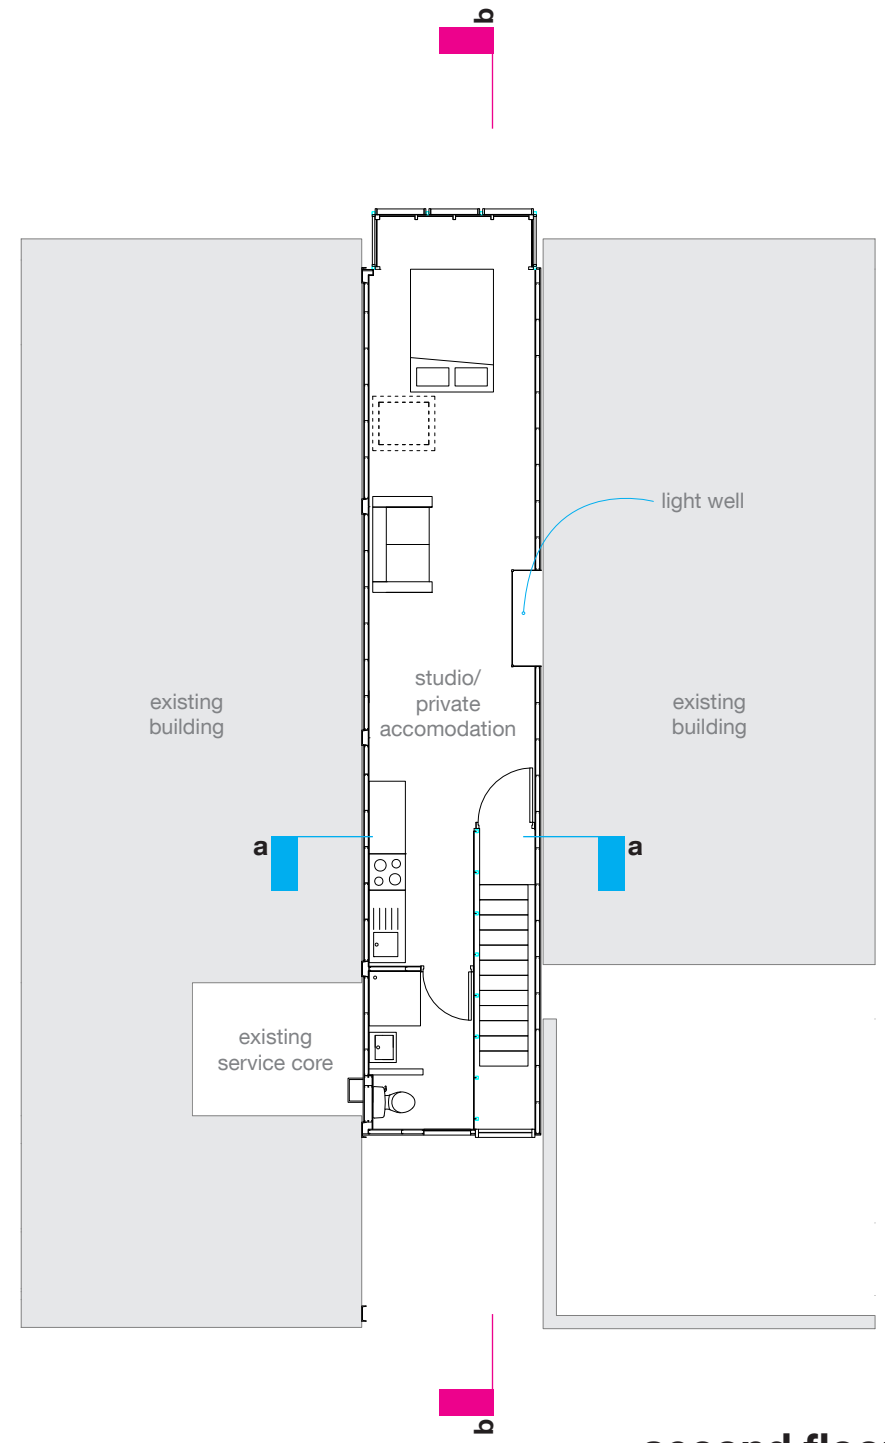 b
light well
studio/
private
accomodation
existing
building
existing
building
a
a
existing
service core
b